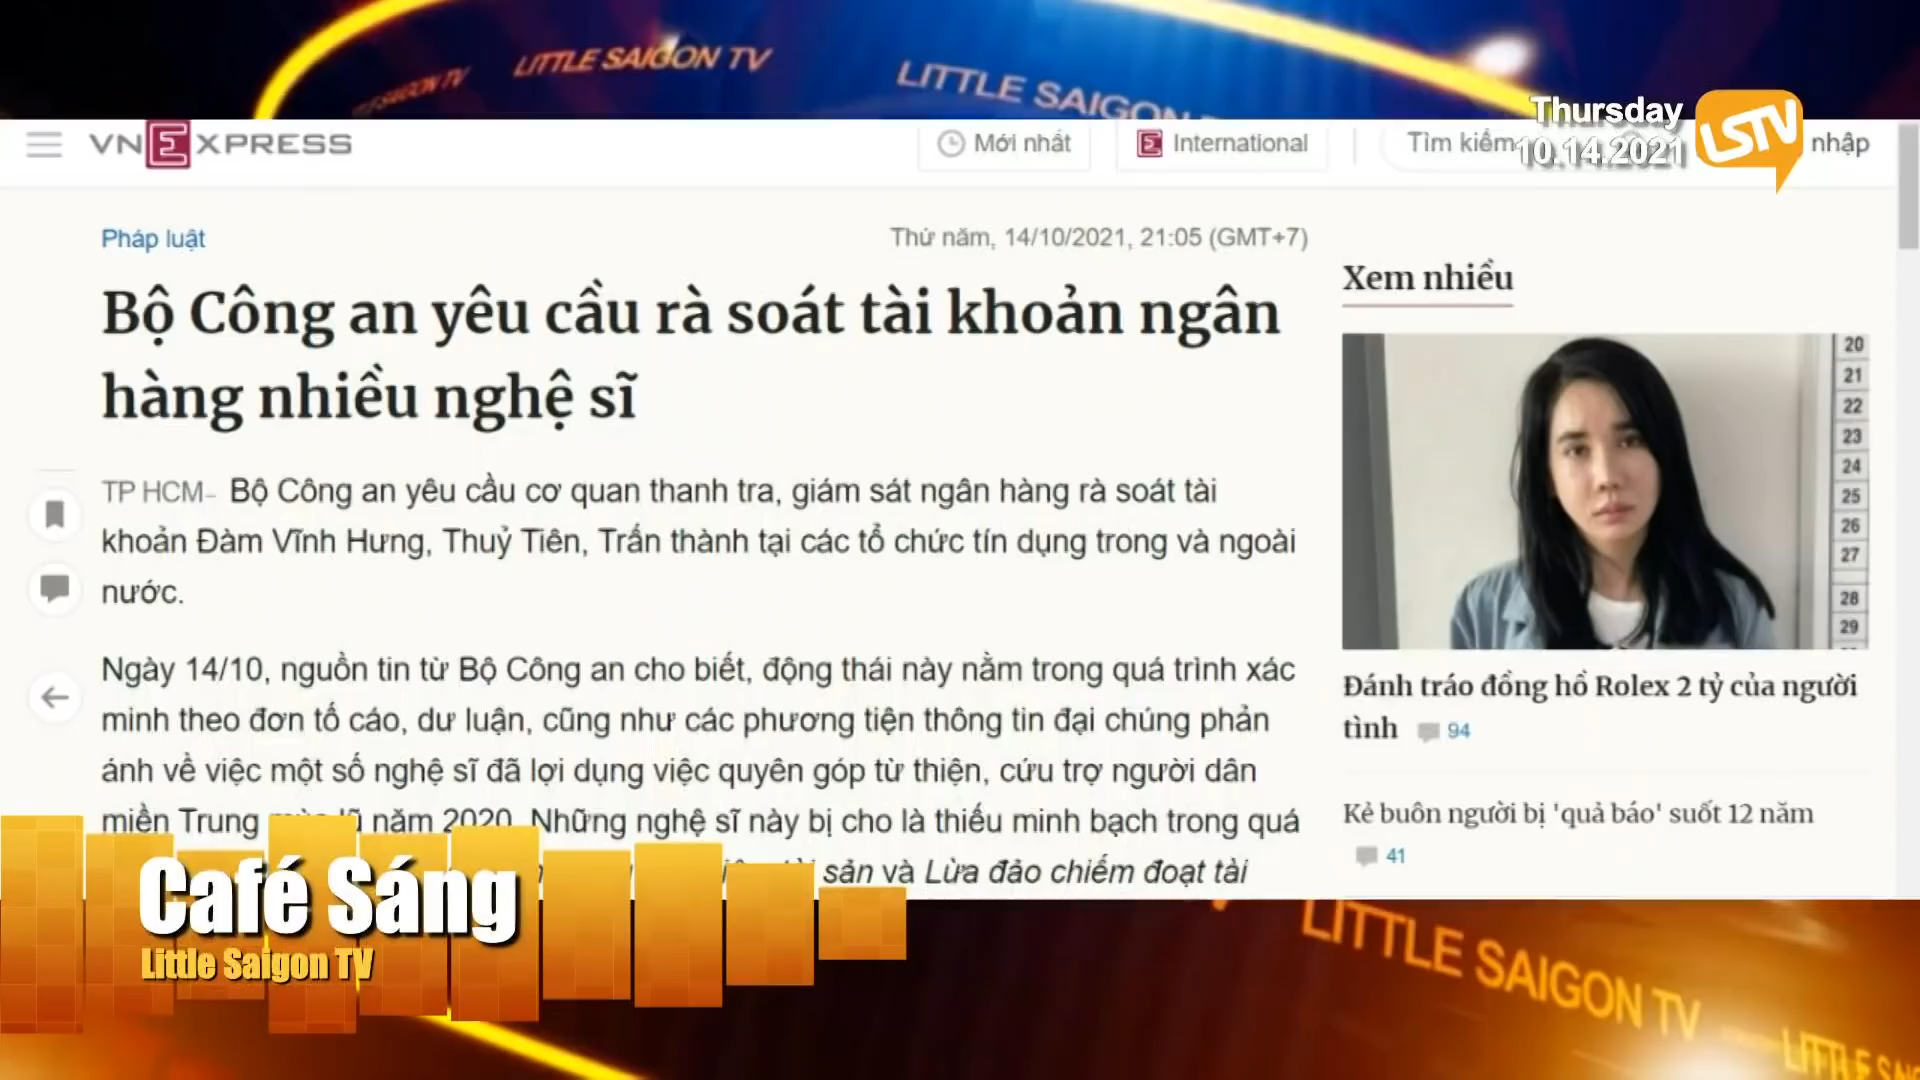 LITTLE SAIGON TV
LITTLE SAIGON
Thursday
10.14.2021
LSTV
VNEXPRESS
Mới nhất
International
Tìm kiếm
nhập
Pháp luật
Thứ năm, 14/10/2021, 21:05 (GMT+7)
Bộ Công an yêu cầu rà soát tài khoản ngân
hàng nhiều nghệ sĩ
TP HCM– Bộ Công an yêu cầu cơ quan thanh tra, giám sát ngân hàng rà soát tài
khoản Đàm Vĩnh Hưng, Thuỷ Tiên, Trấn thành tại các tổ chức tín dụng trong và ngoài
nước.
Ngày 14/10, nguồn tin từ Bộ Công an cho biết, động thái này nằm trong quá trình xác
minh theo đơn tố cáo, dư luận, cũng như các phương tiện thông tin đại chúng phản
ánh về việc một số nghệ sĩ đã lợi dụng việc quyên góp từ thiện, cứu trợ người dân
miền Trung năm 2020. Những nghệ sĩ này bị cho là thiếu minh bạch trong quá
sản và Lừa đảo chiếm đoạt tài
Xem nhiều
20
21
22
23
24
25
26
27
28
29
Đánh tráo đồng hồ Rolex 2 tỷ của người
tình 94
Kẻ buôn người bị 'quả báo' suốt 12 năm
41
Café Sáng
Little Saigon TV
LITTLE SAIGON TV